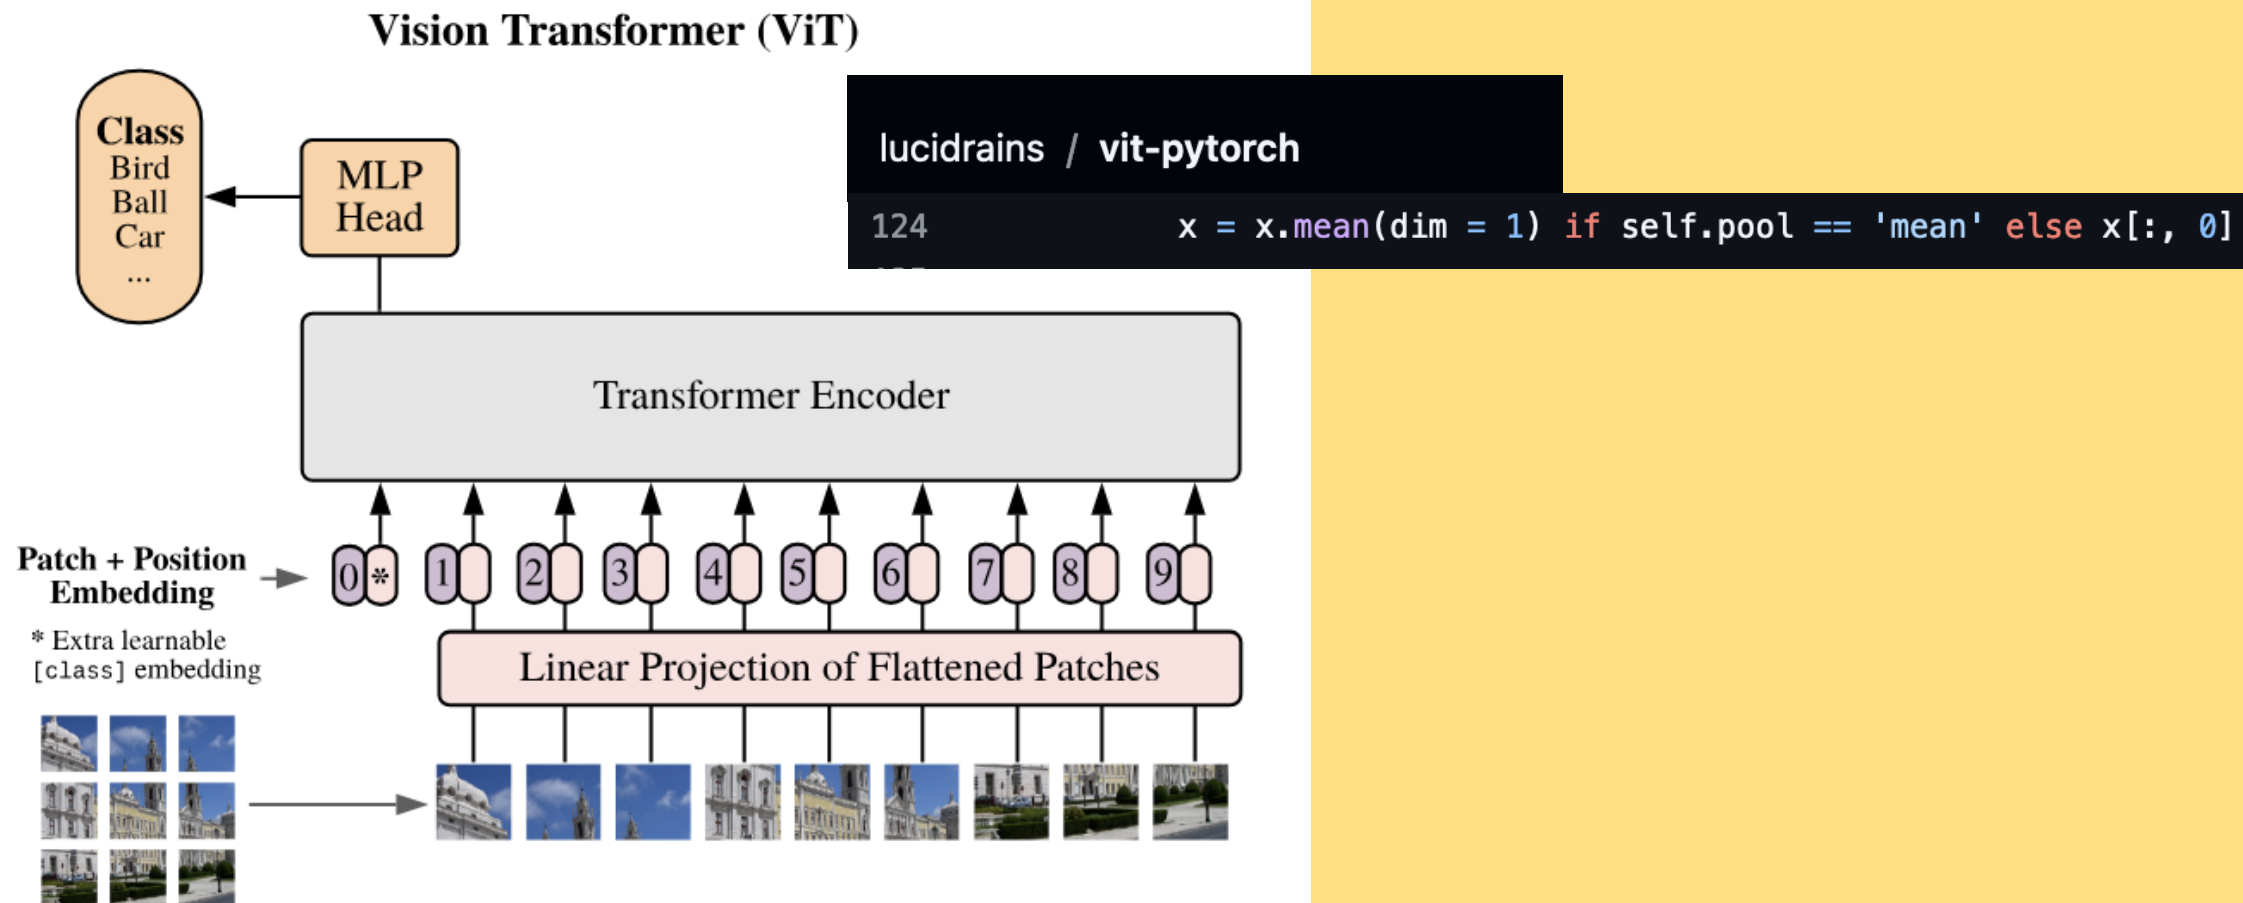 Vision Transformer (ViT)
Class
Bird
Ball
Car
...
MLP
Head
lucidrains / vit-pytorch
124 x = x.mean(dim = 1) if self.pool == 'mean' else x[:, 0]
Transformer Encoder
Patch + Position
Embedding
0 * 1 2 3 4 5 6 7 8 9
* Extra learnable
[class] embedding
Linear Projection of Flattened Patches